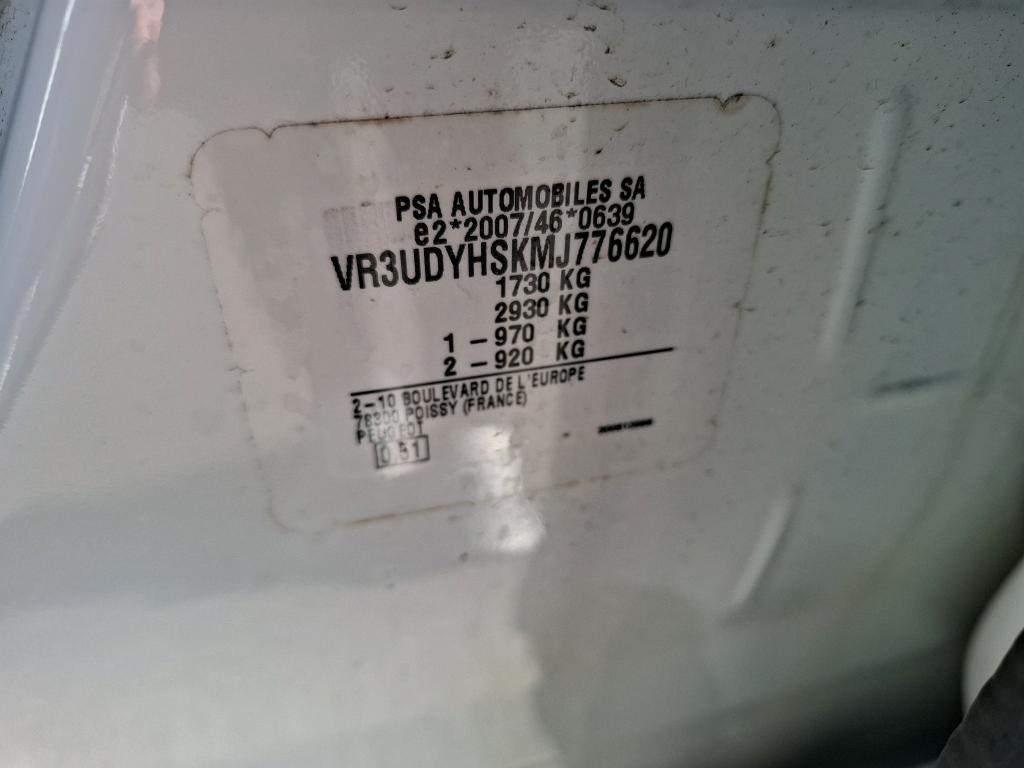 PSA AUTOMOBILES SA
e2*2007/46*0639
VR3UDYHSKMJ776620
1730 KG
2930 KG
1 – 970 KG
2 – 920 KG
2–10 BOULEVARD DE L'EUROPE
78300 POISSY (FRANCE)
PEUGEOT
0.51